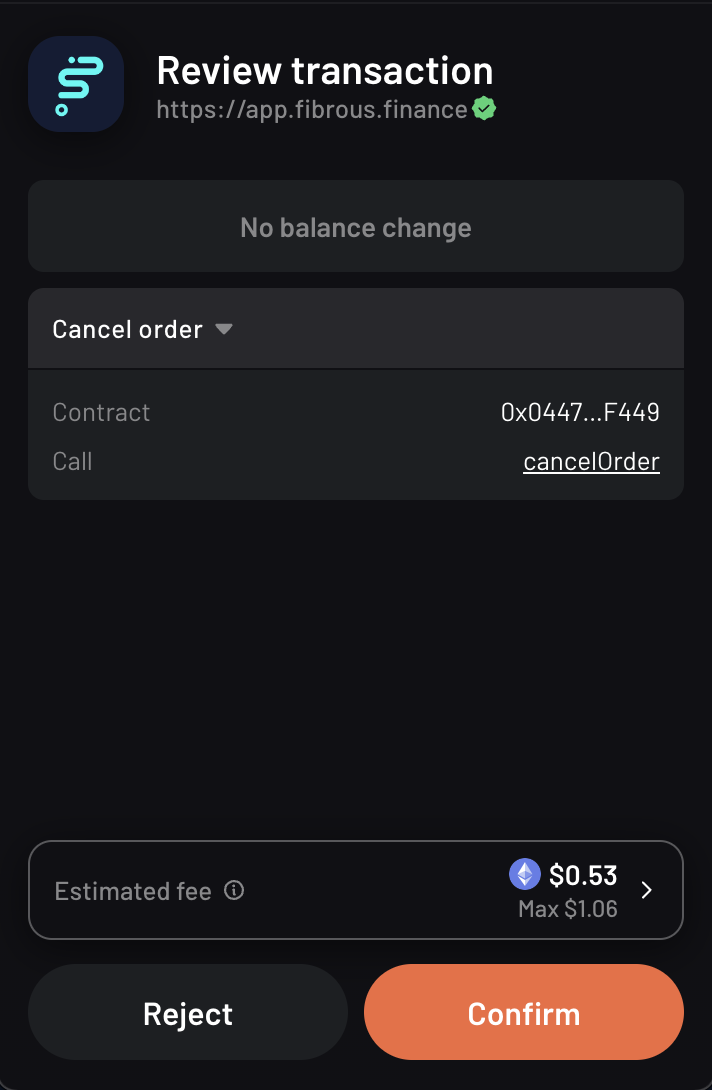 Review transaction
https://app.fibrous.finance
No balance change
Cancel order
Contract 0x0447...F449
Call cancelOrder
Estimated fee $0.53
Max $1.06
Reject Confirm